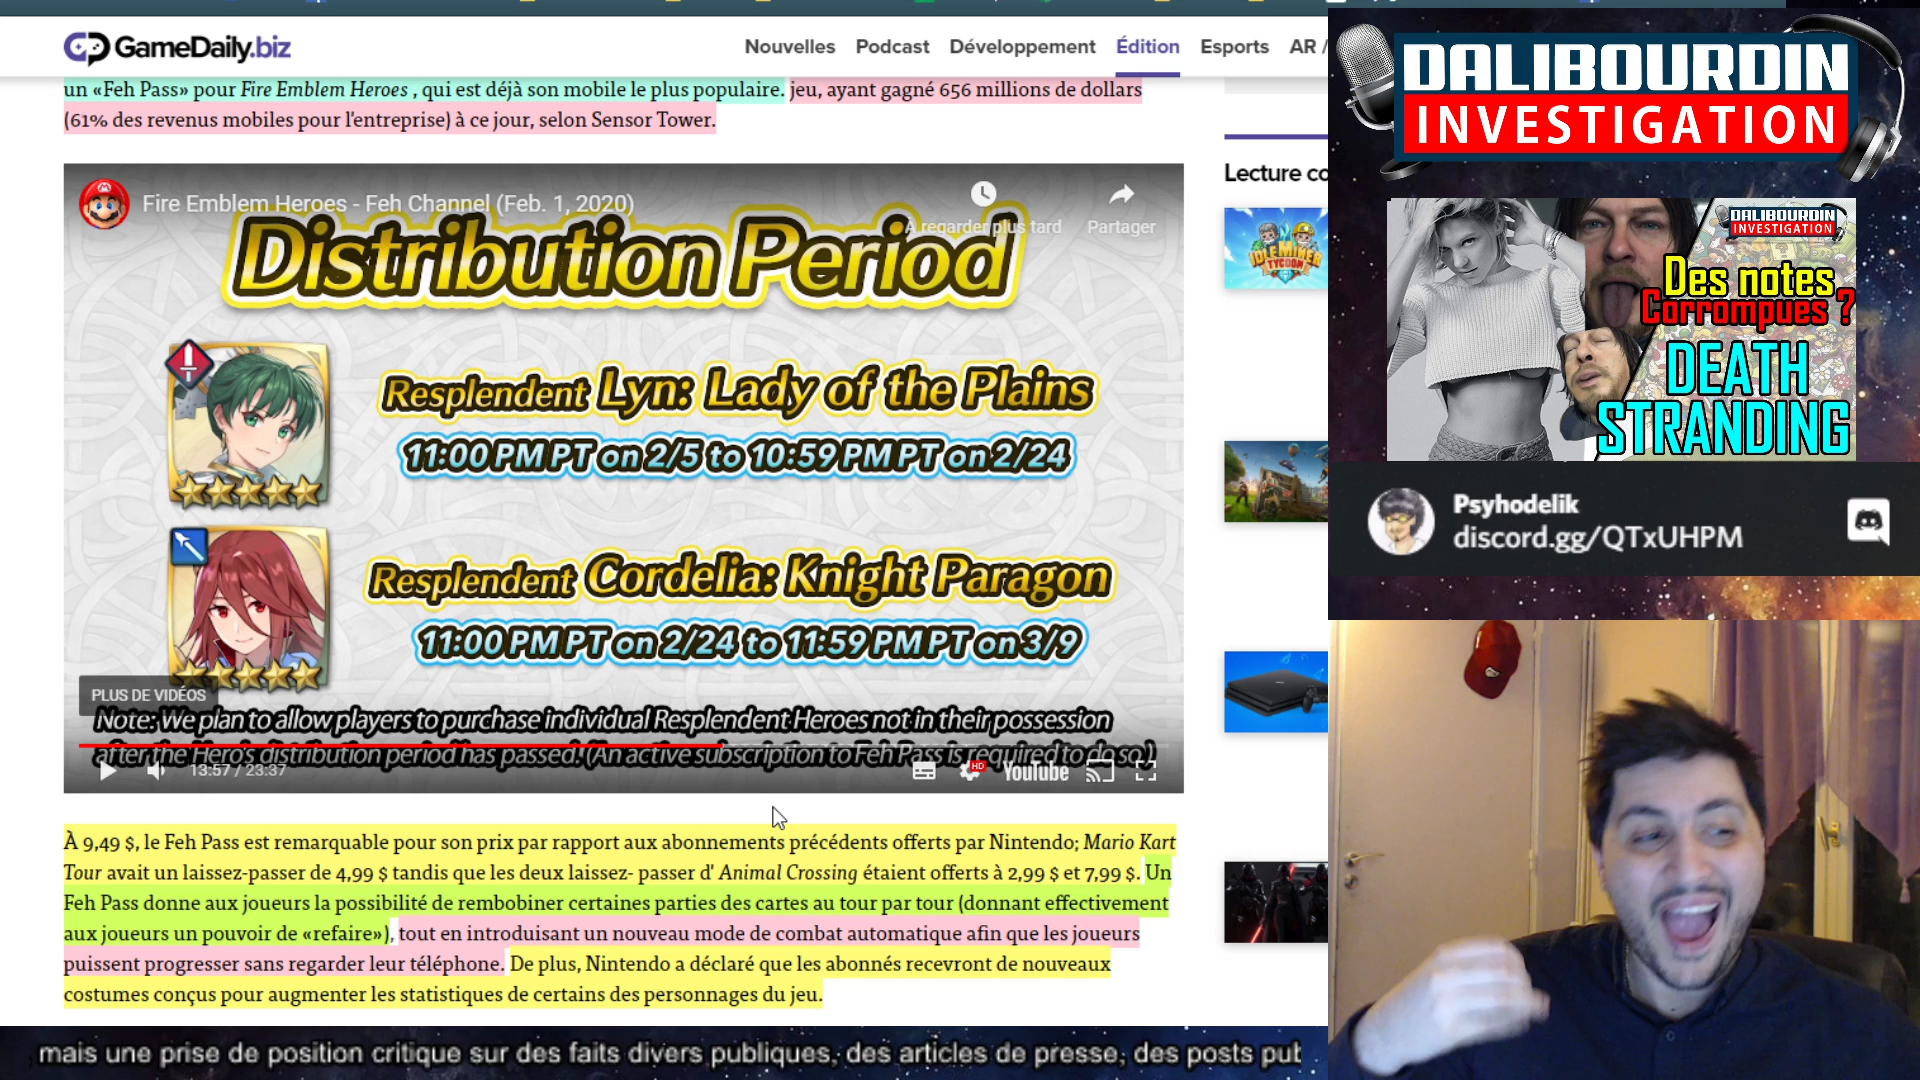 GameDaily.biz
Nouvelles Podcast Développement Édition Esports AR /
un «Feh Pass» pour Fire Emblem Heroes , qui est déjà son mobile le plus populaire. jeu, ayant gagné 656 millions de dollars
(61% des revenus mobiles pour l'entreprise) à ce jour, selon Sensor Tower.
Fire Emblem Heroes - Feh Channel (Feb. 1, 2020)
À regarder plus tard
Partager
Distribution Period
Resplendent Lyn: Lady of the Plains
11:00 PM PT on 2/5 to 10:59 PM PT on 2/24
Resplendent Cordelia: Knight Paragon
11:00 PM PT on 2/24 to 11:59 PM PT on 3/9
PLUS DE VIDÉOS
Note: We plan to allow players to purchase individual Resplendent Heroes not in their possession
after the Hero's distribution period has passed. (An active subscription to Feh Pass is required to do so.)
13:57 / 23:37
HD
YouTube
À 9,49 $, le Feh Pass est remarquable pour son prix par rapport aux abonnements précédents offerts par Nintendo; Mario Kart
Tour avait un laissez-passer de 4,99 $ tandis que les deux laissez- passer d' Animal Crossing étaient offerts à 2,99 $ et 7,99 $. Un
Feh Pass donne aux joueurs la possibilité de rembobiner certaines parties des cartes au tour par tour (donnant effectivement
aux joueurs un pouvoir de «refaire»), tout en introduisant un nouveau mode de combat automatique afin que les joueurs
puissent progresser sans regarder leur téléphone. De plus, Nintendo a déclaré que les abonnés recevront de nouveaux
costumes conçus pour augmenter les statistiques de certains des personnages du jeu.
Lecture co
IDLE MINER
TYCOON
DALIBOURDIN
INVESTIGATION
DALIBOURDIN
INVESTIGATION
Des notes
Corrompues ?
DEATH
STRANDING
Psyhodelik
discord.gg/QTxUHPM
mais une prise de position critique sur des faits divers publiques, des articles de presse, des posts pub